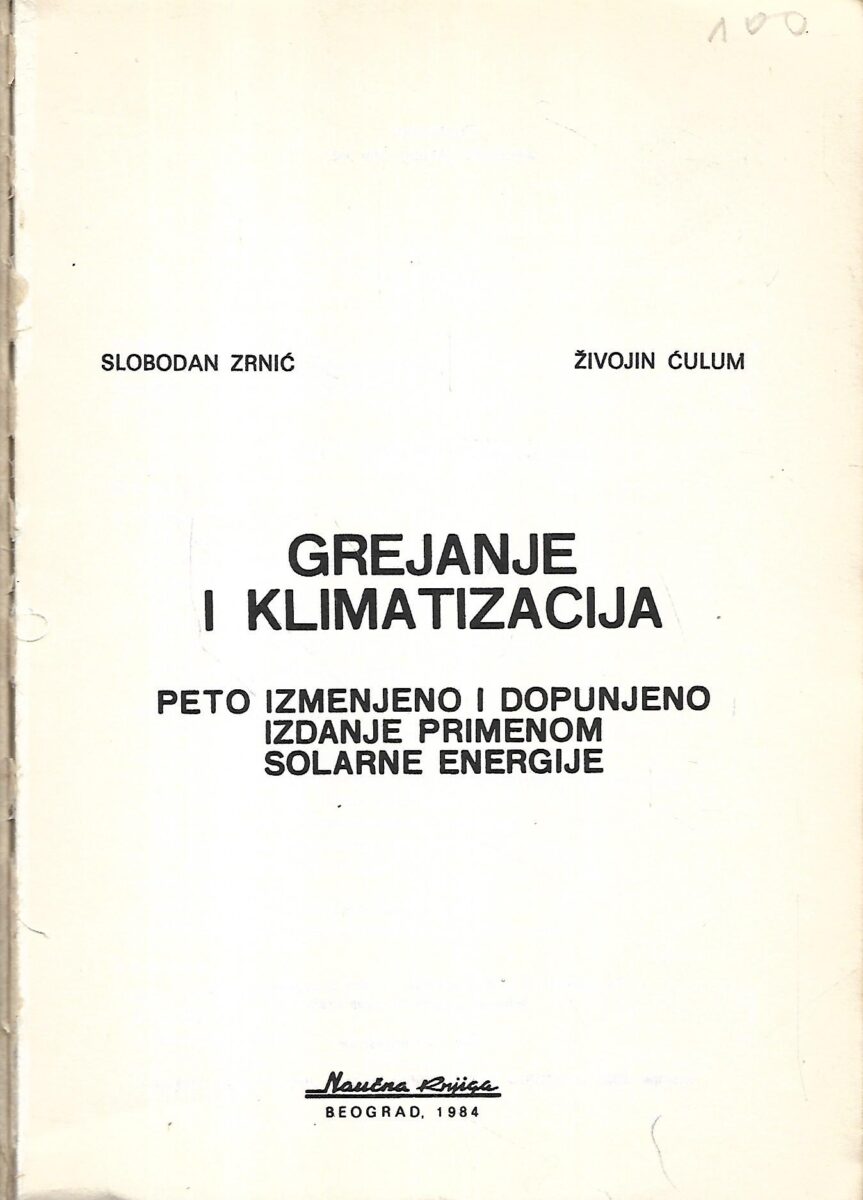 100
SLOBODAN ZRNIĆ
ŽIVOJIN ĆULUM
GREJANJE
I KLIMATIZACIJA
PETO IZMENJENO I DOPUNJENO
IZDANJE PRIMENOM
SOLARNE ENERGIJE
Naučna Knjiga
BEOGRAD, 1984